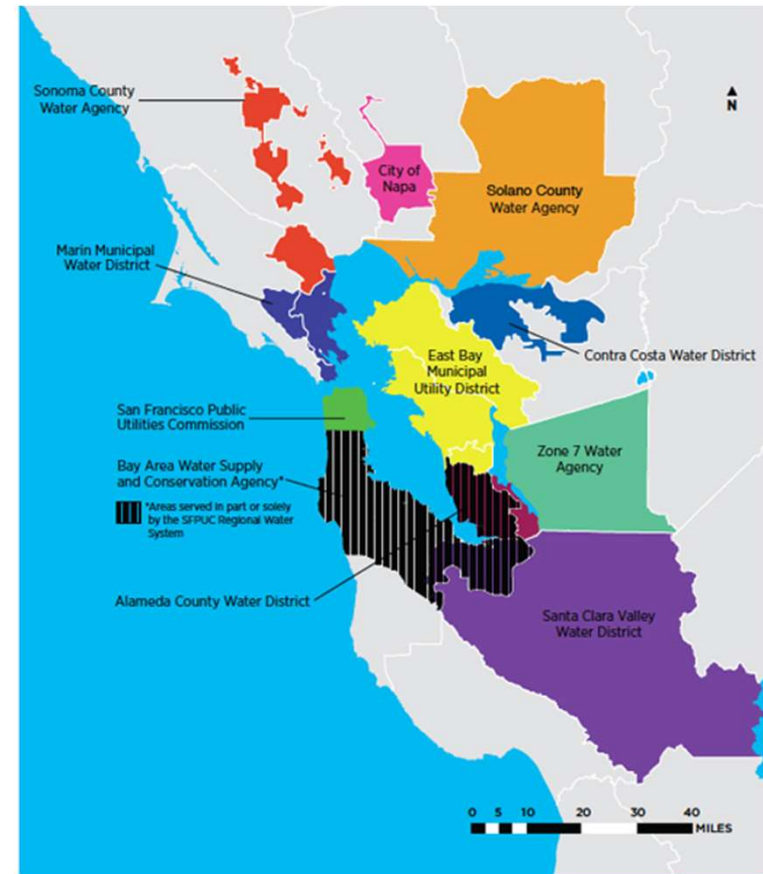 Sonoma County
Water Agency
City of
Napa
Solano County
Water Agency
N
Marin Municipal
Water District
East Bay
Municipal
Utility District
Contra Costa Water District
San Francisco Public
Utilities Commission
Zone 7 Water
Agency
Bay Area Water Supply
and Conservation Agency*
*Areas served in part or solely
by the SFPUC Regional Water
System
Alameda County Water District
Santa Clara Valley
Water District
0 5 10 20 30 40
MILES